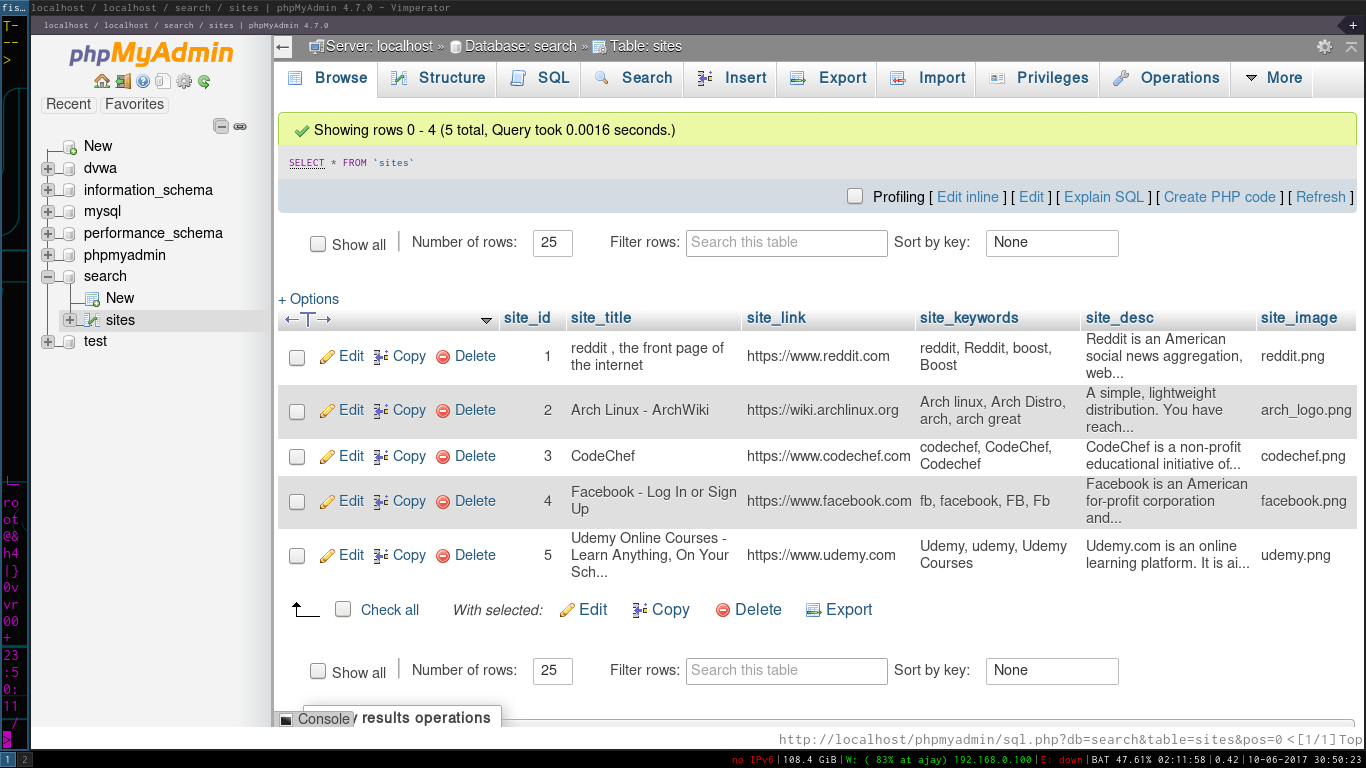 fis…
localhost / localhost / search / sites | phpMyAdmin 4.7.0 - Vimperator
localhost / localhost / search / sites | phpMyAdmin 4.7.0
+
T-
--
>
phpMyAdmin
Recent
Favorites
New
dvwa
information_schema
mysql
performance_schema
phpmyadmin
search
New
sites
test
Server: localhost » Database: search » Table: sites
Browse Structure SQL Search Insert Export Import Privileges Operations More
Showing rows 0 - 4 (5 total, Query took 0.0016 seconds.)
SELECT * FROM `sites`
Profiling [ Edit inline ] [ Edit ] [ Explain SQL ] [ Create PHP code ] [ Refresh ]
Show all Number of rows: 25 Filter rows: Search this table Sort by key: None
+ Options
site_id site_title site_link site_keywords site_desc site_image
Edit Copy Delete 1 reddit , the front page of
the internet
https://www.reddit.com
reddit, Reddit, boost,
Boost
Reddit is an American
social news aggregation,
web...
reddit.png
Edit Copy Delete 2 Arch Linux - ArchWiki
https://wiki.archlinux.org
Arch linux, Arch Distro,
arch, arch great
A simple, lightweight
distribution. You have
reach...
arch_logo.png
Edit Copy Delete 3 CodeChef
https://www.codechef.com
codechef, CodeChef,
Codechef
CodeChef is a non-profit
educational initiative of...
codechef.png
Edit Copy Delete 4 Facebook - Log In or Sign
Up
https://www.facebook.com
fb, facebook, FB, Fb
Facebook is an American
for-profit corporation
and...
facebook.png
Edit Copy Delete 5 Udemy Online Courses -
Learn Anything, On Your
Sch...
https://www.udemy.com
Udemy, udemy, Udemy
Courses
Udemy.com is an online
learning platform. It is ai...
udemy.png
Check all With selected: Edit Copy Delete Export
Show all Number of rows: 25 Filter rows: Search this table Sort by key: None
Console
results operations
ro
ot
@&
h4
|}
0v
vr
00
+
23
:5
0:
11
/
>
http://localhost/phpmyadmin/sql.php?db=search&table=sites&pos=0 <[1/1]Top
1 2
no IPv6|108.4 GiB|W: ( 83% at ajay) 192.168.0.100|E: down|BAT 47.61% 02:11:58|0.42|10-06-2017 30:50:23